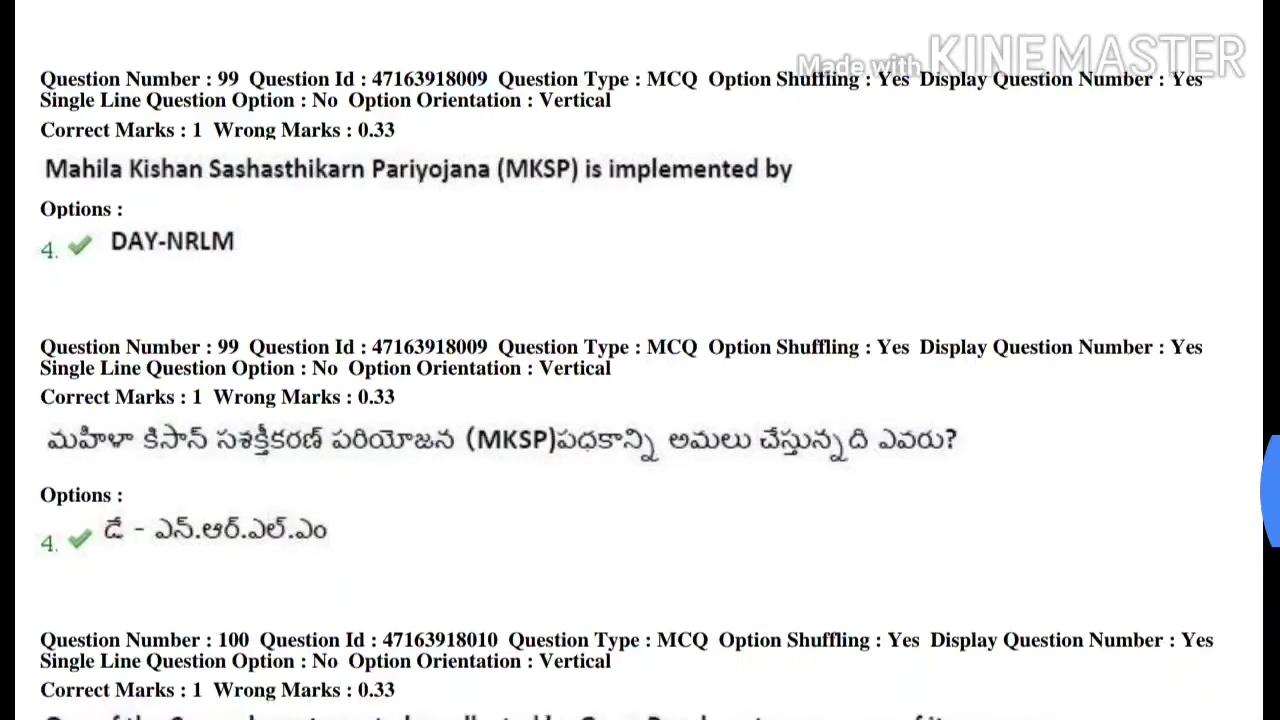 Made with KINEMASTER
Question Number : 99 Question Id : 47163918009 Question Type : MCQ Option Shuffling : Yes Display Question Number : Yes
Single Line Question Option : No Option Orientation : Vertical
Correct Marks : 1 Wrong Marks : 0.33
Mahila Kishan Sashasthikarn Pariyojana (MKSP) is implemented by
Options :
4. DAY-NRLM
Question Number : 99 Question Id : 47163918009 Question Type : MCQ Option Shuffling : Yes Display Question Number : Yes
Single Line Question Option : No Option Orientation : Vertical
Correct Marks : 1 Wrong Marks : 0.33
మహిళా కిసాన్ సశక్తీకరణ్ పరియోజన (MKSP)పధకాన్ని అమలు చేస్తున్నది ఎవరు?
Options :
4. డే - ఎన్.ఆర్.ఎల్.ఎం
Question Number : 100 Question Id : 47163918010 Question Type : MCQ Option Shuffling : Yes Display Question Number : Yes
Single Line Question Option : No Option Orientation : Vertical
Correct Marks : 1 Wrong Marks : 0.33